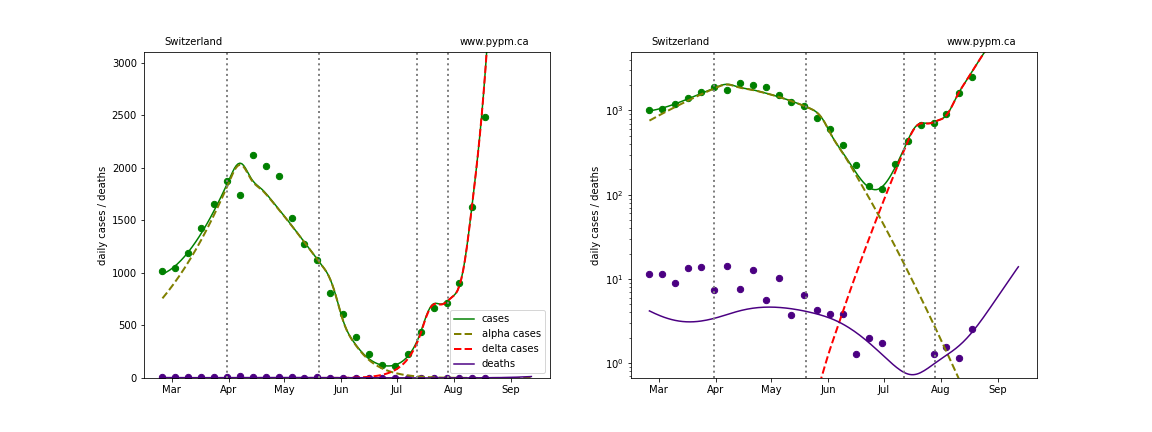 Switzerland www.pypm.ca
3000
2500
2000
1500
1000
500
0
daily cases / deaths
cases
alpha cases
delta cases
deaths
Mar Apr May Jun Jul Aug Sep
Switzerland www.pypm.ca
10³
10²
10¹
10⁰
daily cases / deaths
Mar Apr May Jun Jul Aug Sep